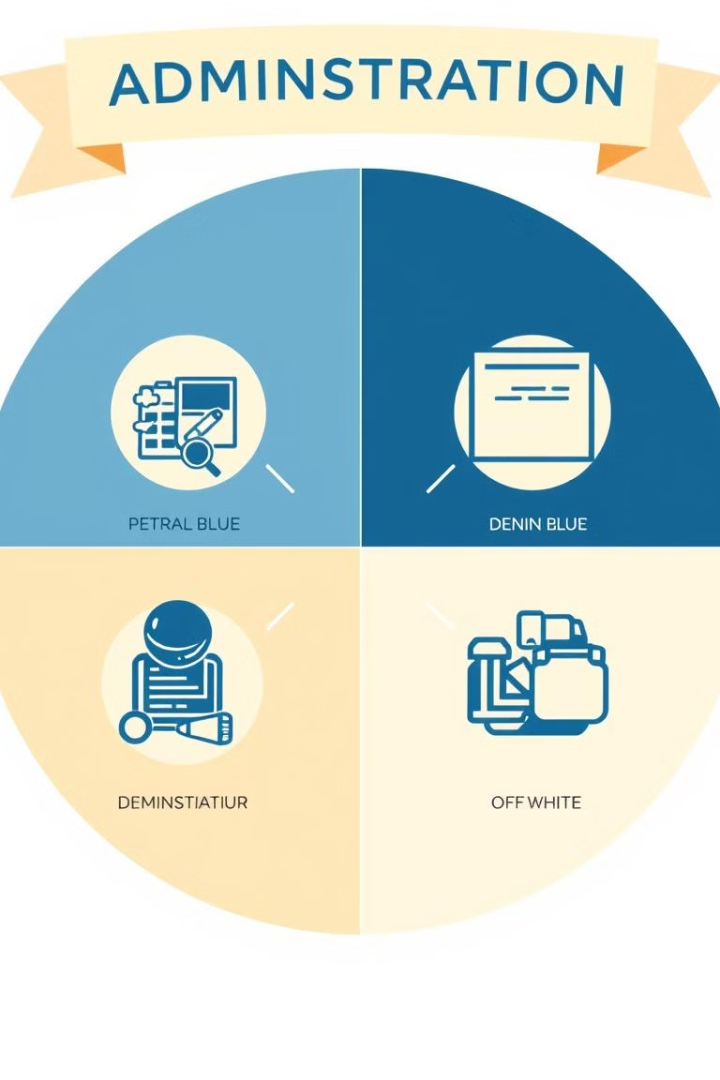 ADMINSTRATION
PETRAL BLUE
DENIN BLUE
DEMINSTIATIUR
OFF WHITE